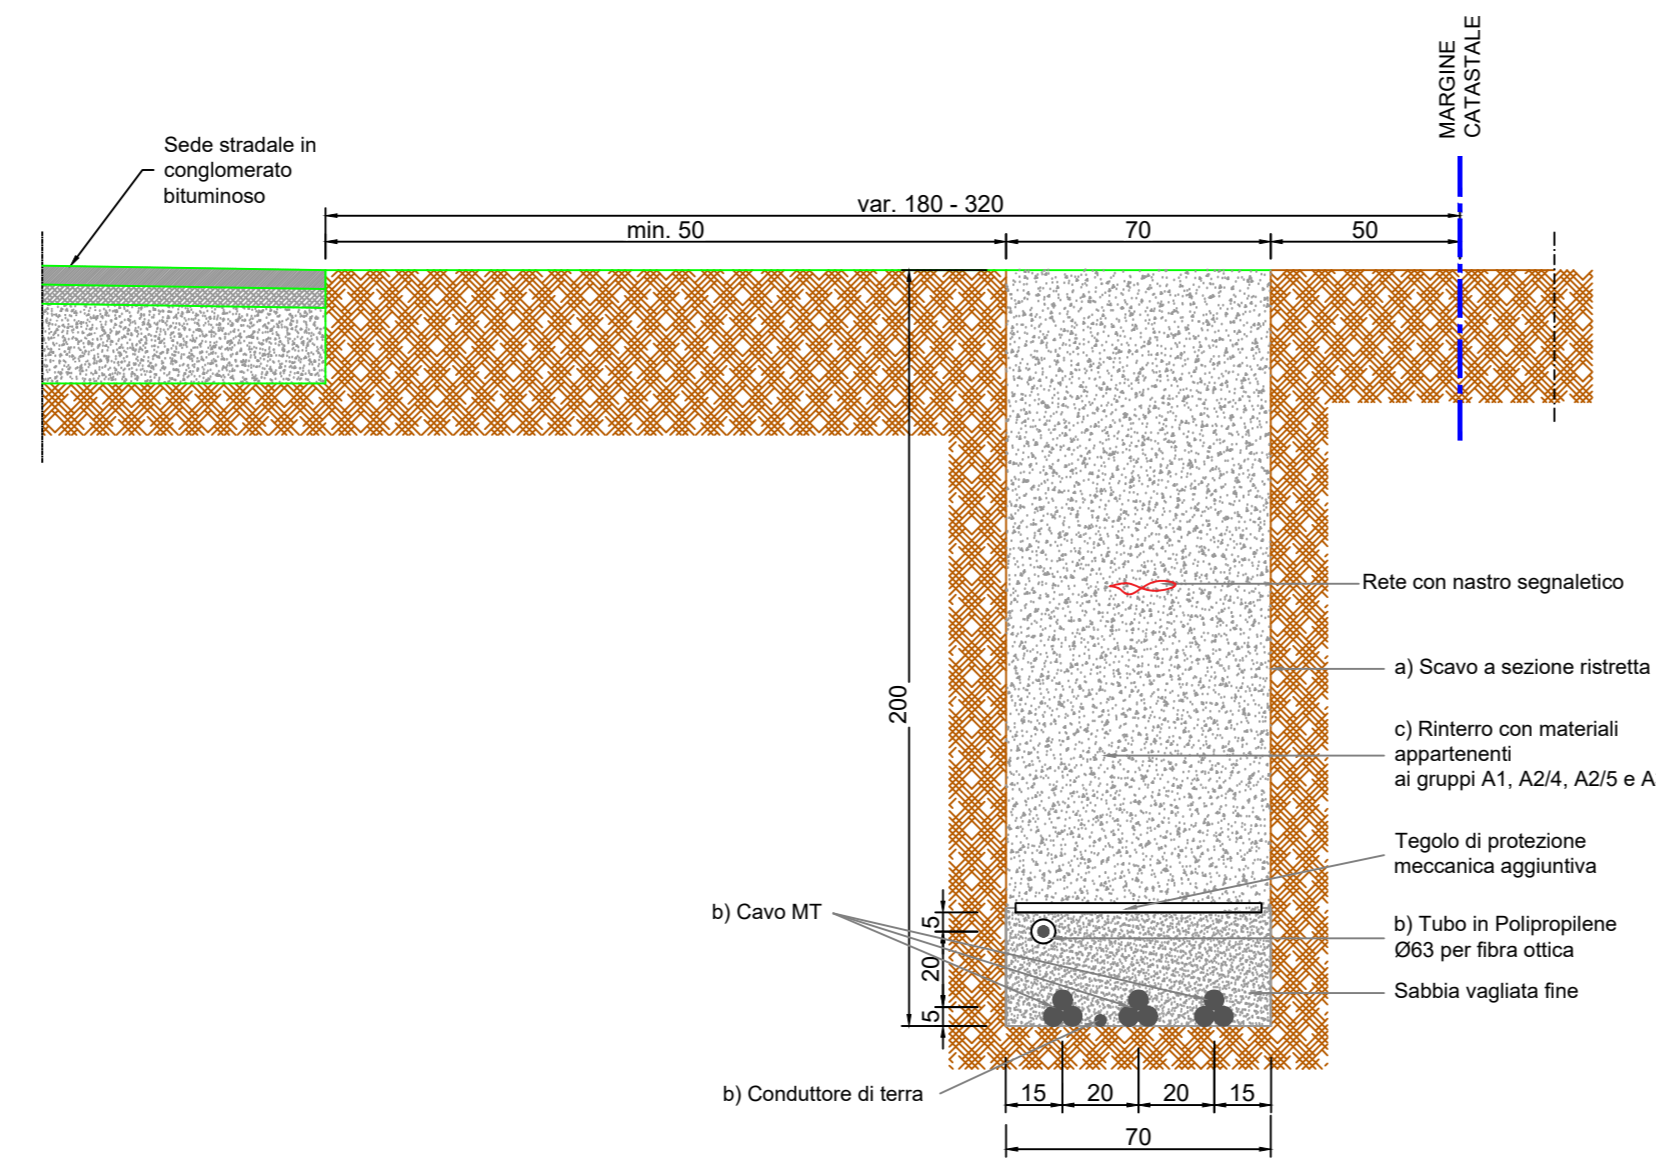 MARGINE
CATASTALE
Sede stradale in
conglomerato
bituminoso
var. 180 - 320
min. 50
70
50
Rete con nastro segnaletico
a) Scavo a sezione ristretta
200
c) Rinterro con materiali
appartenenti
ai gruppi A1, A2/4, A2/5 e A
Tegolo di protezione
meccanica aggiuntiva
b) Cavo MT
5
b) Tubo in Polipropilene
Ø63 per fibra ottica
20
Sabbia vagliata fine
5
b) Conduttore di terra
15
20
20
15
70